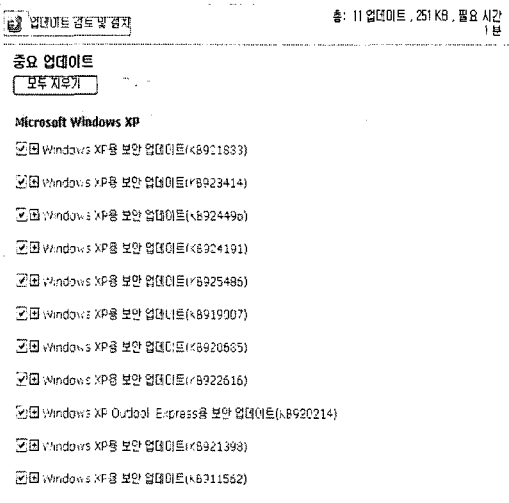 업데이트 검토 및 설치
총: 11 업데이트 , 251 KB , 필요 시간
1 분
중요 업데이트
모두 지우기
Microsoft Windows XP
Windows XP용 보안 업데이트(KB921833)
Windows XP용 보안 업데이트(KB923414)
Windows XP용 보안 업데이트(KB924496)
Windows XP용 보안 업데이트(KB924191)
Windows XP용 보안 업데이트(KB925486)
Windows XP용 보안 업데이트(KB919007)
Windows XP용 보안 업데이트(KB920685)
Windows XP용 보안 업데이트(KB922616)
Windows XP Outlook Express용 보안 업데이트(KB920214)
Windows XP용 보안 업데이트(KB921398)
Windows XP용 보안 업데이트(KB911562)